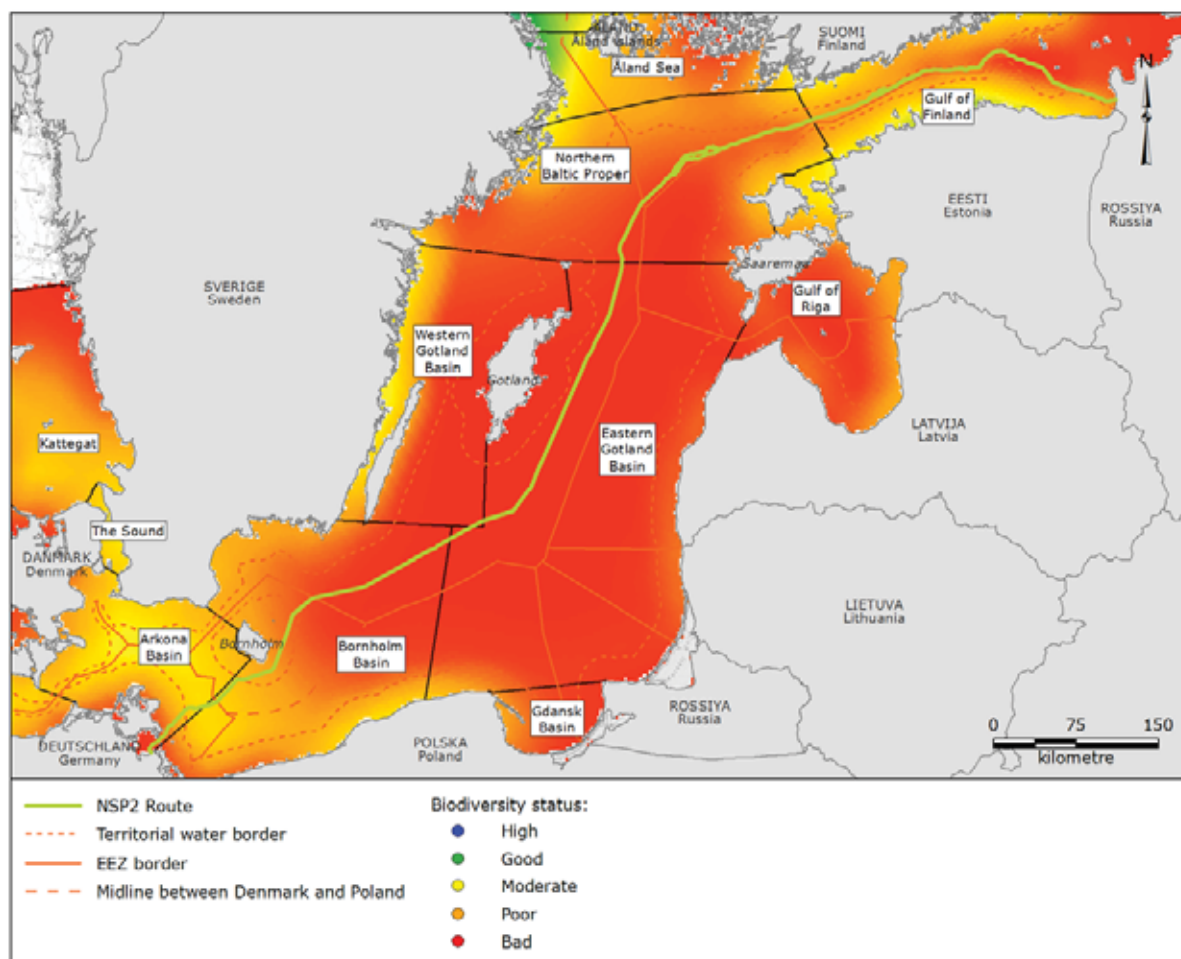 ÅLAND
Åland Islands
Åland Sea
SUOMI
Finland
N
Gulf of
Finland
Northern
Baltic Proper
EESTI
Estonia
ROSSIYA
Russia
SVERIGE
Sweden
Saaremaa
Gulf of
Riga
Western
Gotland
Basin
Gotland
LATVIJA
Latvia
Kattegat
Eastern
Gotland
Basin
The Sound
DANMARK
Denmark
LIETUVA
Lithuania
Arkona
Basin
Bornholm
Bornholm
Basin
Gdansk
Basin
ROSSIYA
Russia
0 75 150
kilometre
DEUTSCHLAND
Germany
POLSKA
Poland
NSP2 Route
Territorial water border
EEZ border
Midline between Denmark and Poland
Biodiversity status:
High
Good
Moderate
Poor
Bad